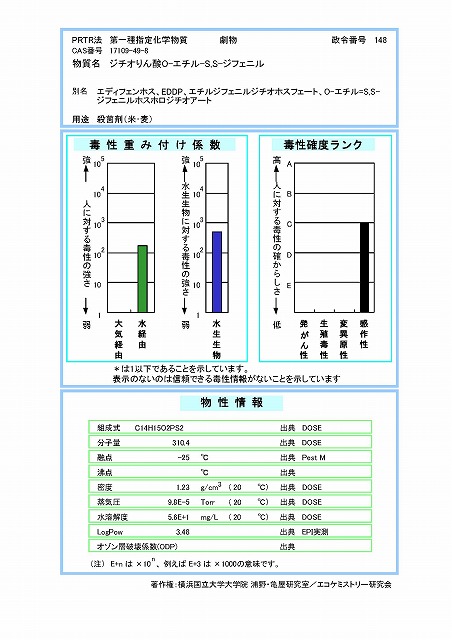 PRTR法 第一種指定化学物質 劇物 政令番号 148
CAS番号 17109-49-8
物質名 ジチオりん酸O-エチル-S,S-ジフェニル
別名 エディフェンホス、EDDP、エチルジフェニルジチオホスフェート、O-エチル=S,S-
ジフェニルホスホロジチオアート
用途 殺菌剤(米・麦)
毒性重み付け係数
強
人に対する毒性の強さ
弱
10^5
10^4
10^3
10^2
10
1
大気経由
水経由
強
水生生物に対する毒性の強さ
弱
10^5
10^4
10^3
10^2
10
1
水生生物
毒性確度ランク
高
人に対する毒性の確からしさ
低
A
B
C
D
E
発がん性
生殖毒性
変異原性
感作性
*は1以下であることを示しています。
表示のないのは信頼できる毒性情報がないことを示しています
物性情報
組成式 C14H15O2PS2 出典 DOSE
分子量 310.4 出典 DOSE
融点 -25 ℃ 出典 Pest M
沸点 ℃ 出典
密度 1.23 g/cm^3 (20 ℃) 出典 DOSE
蒸気圧 9.8E-5 Torr (20 ℃) 出典 DOSE
水溶解度 5.6E+1 mg/L (20 ℃) 出典 DOSE
LogPow 3.48 出典 EPI実測
オゾン層破壊係数(ODP) 出典
(注) E+n は ×10^n、例えば E+3 は ×1000の意味です。
著作権:横浜国立大学大学院 浦野・亀屋研究室/エコケミストリー研究会